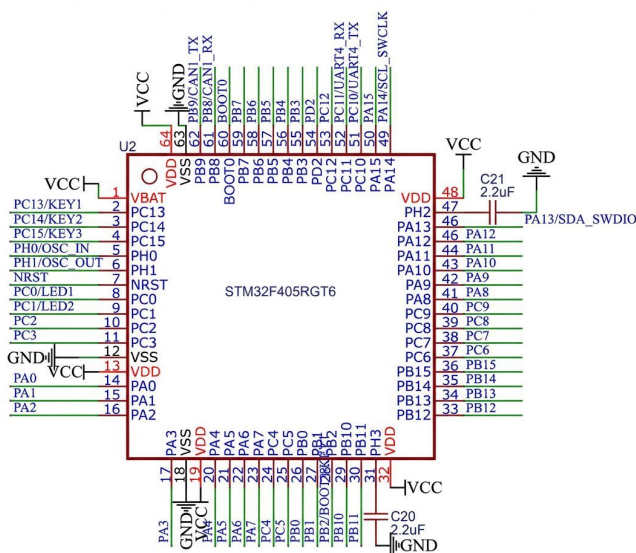 VCC
GND
PB9/CAN1_TX
PB8/CAN1_RX
BOOT0
PB7
PB6
PB5
PB4
PB3
PD2
PC12
PC11/UART4_RX
PC10/UART4_TX
PA15
PA14/SCL_SWCLK
U2
64 63 62 61 60 59 58 57 56 55 54 53 52 51 50 49
VDD VSS PB9 PB8 BOOT0 PB7 PB6 PB5 PB4 PB3 PD2 PC12 PC11 PC10 PA15 PA14
VCC
1 VBAT
PC13/KEY1 2 PC13
PC14/KEY2 3 PC14
PC15/KEY3 4 PC15
PH0/OSC_IN 5 PH0
PH1/OSC_OUT 6 PH1
NRST 7 NRST
PC0/LED1 8 PC0
PC1/LED2 9 PC1
PC2 10 PC2
PC3 11 PC3
GND 12 VSS
VCC 13 VDD
PA0 14 PA0
PA1 15 PA1
PA2 16 PA2
STM32F405RGT6
VCC
C21
2.2uF
GND
VDD 48
PH2 47
PA13 46 PA13/SDA_SWDIO
PA12 46 PA12
PA11 44 PA11
PA10 43 PA10
PA9 42 PA9
PA8 41 PA8
PC9 40 PC9
PC8 39 PC8
PC7 38 PC7
PC6 37 PC6
PB15 36 PB15
PB14 35 PB14
PB13 34 PB13
PB12 33 PB12
PA3 VSS VDD PA4 PA5 PA6 PA7 PC4 PC5 PB0 PB1 PB2 PB10 PB11 PH3 VDD
17 18 19 20 21 22 23 24 25 26 27 29 30 31 32
PA3
GND
VCC
PA4
PA5
PA6
PA7
PC4
PC5
PB0
PB1
PB10
PB11
VCC
C20
2.2uF
GND